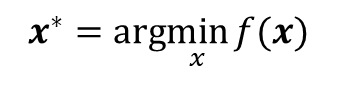 𝒙* = argmin f(𝒙)
x